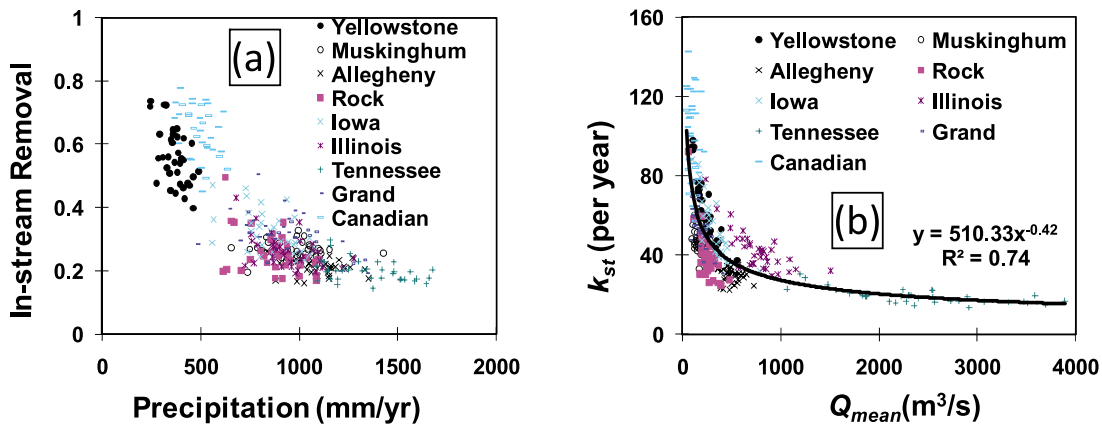 (a)
In-stream Removal
1
0.8
0.6
0.4
0.2
0
Yellowstone
Muskinghum
Allegheny
Rock
Iowa
Illinois
Tennessee
Grand
Canadian
0 500 1000 1500 2000
Precipitation (mm/yr)
(b)
k_st (per year)
160
120
80
40
0
Yellowstone Muskinghum
Allegheny Rock
Iowa Illinois
Tennessee Grand
Canadian
y = 510.33x^-0.42
R² = 0.74
0 1000 2000 3000 4000
Q_mean(m³/s)